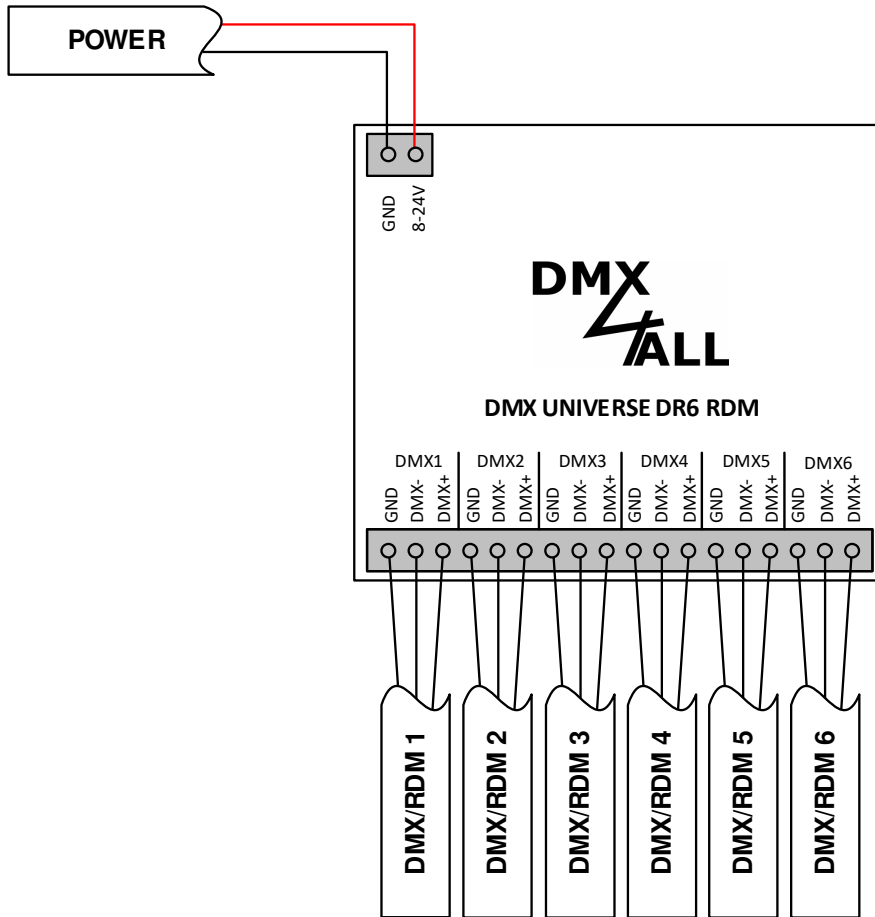 POWER
GND
8-24V
DMX
4ALL
DMX UNIVERSE DR6 RDM
DMX1 DMX2 DMX3 DMX4 DMX5 DMX6
GND DMX- DMX+ GND DMX- DMX+ GND DMX- DMX+ GND DMX- DMX+ GND DMX- DMX+ GND DMX- DMX+
DMX/RDM 1
DMX/RDM 2
DMX/RDM 3
DMX/RDM 4
DMX/RDM 5
DMX/RDM 6